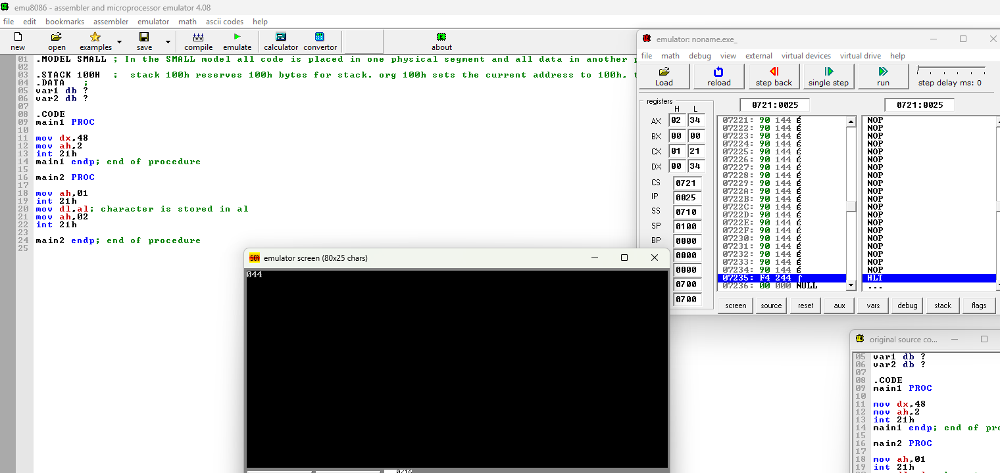 emu8086 - assembler and microprocessor emulator 4.08
file edit bookmarks assembler emulator math ascii codes help
new open examples save compile emulate calculator convertor about
01 .MODEL SMALL ; In the SMALL model all code is placed in one physical segment and all data in another
02
03 .STACK 100H ; stack 100h reserves 100h bytes for stack. org 100h sets the current address to 100h,
04 .DATA ;
05 var1 db ?
06 var2 db ?
07
08 .CODE
09 main1 PROC
10
11 mov dx,48
12 mov ah,2
13 int 21h
14 main1 endp; end of procedure
15
16 main2 PROC
17
18 mov ah,01
19 int 21h
20 mov dl,al; character is stored in al
21 mov ah,02
22 int 21h
23
24 main2 endp; end of procedure
25
emulator: noname.exe_
file math debug view external virtual devices virtual drive help
Load reload step back single step run step delay ms: 0
registers
H L
0721:0025 0721:0025
AX 02 34
BX 00 00
CX 01 21
DX 00 34
CS 0721
IP 0025
SS 0710
SP 0100
BP 0000
0000
0000
0700
0700
07221: 90 144 É NOP
07222: 90 144 É NOP
07223: 90 144 É NOP
07224: 90 144 É NOP
07225: 90 144 É NOP
07226: 90 144 É NOP
07227: 90 144 É NOP
07228: 90 144 É NOP
07229: 90 144 É NOP
0722A: 90 144 É NOP
0722B: 90 144 É NOP
0722C: 90 144 É NOP
0722D: 90 144 É NOP
0722E: 90 144 É NOP
0722F: 90 144 É NOP
07230: 90 144 É NOP
07231: 90 144 É NOP
07232: 90 144 É NOP
07233: 90 144 É NOP
07234: 90 144 É NOP
07235: F4 244 ⌠ HLT
07236: 00 000 NULL ...
screen source reset aux vars debug stack flags
emulator screen (80x25 chars)
044
0/16
original source co...
05 var1 db ?
06 var2 db ?
07
08 .CODE
09 main1 PROC
10
11 mov dx,48
12 mov ah,2
13 int 21h
14 main1 endp; end of
15
16 main2 PROC
17
18 mov ah,01
19 int 21h